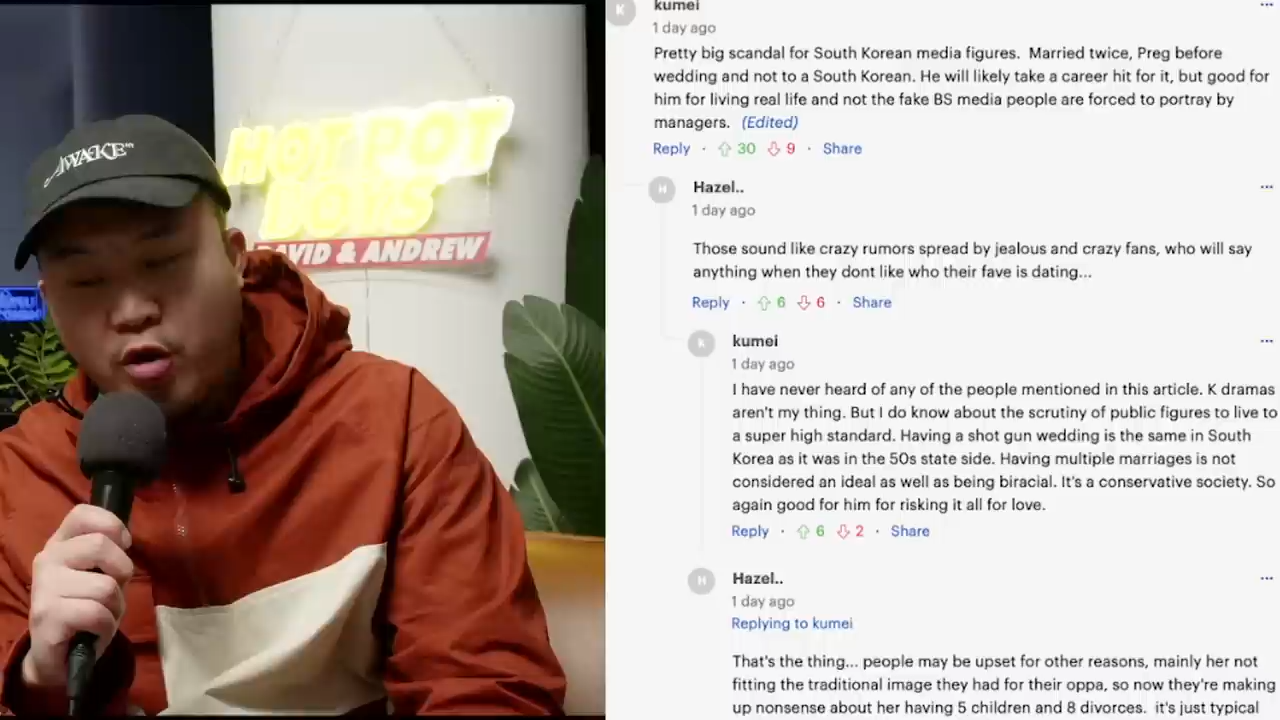 AWAKE
HOTPOT
BOYS
DAVID & ANDREW
kumei
1 day ago
Pretty big scandal for South Korean media figures. Married twice, Preg before
wedding and not to a South Korean. He will likely take a career hit for it, but good for
him for living real life and not the fake BS media people are forced to portray by
managers. (Edited)
Reply · 30 9 · Share
H
Hazel..
1 day ago
Those sound like crazy rumors spread by jealous and crazy fans, who will say
anything when they dont like who their fave is dating...
Reply · 6 6 · Share
K
kumei
1 day ago
I have never heard of any of the people mentioned in this article. K dramas
aren't my thing. But I do know about the scrutiny of public figures to live to
a super high standard. Having a shot gun wedding is the same in South
Korea as it was in the 50s state side. Having multiple marriages is not
considered an ideal as well as being biracial. It's a conservative society. So
again good for him for risking it all for love.
Reply · 6 2 · Share
H
Hazel..
1 day ago
Replying to kumei
That's the thing... people may be upset for other reasons, mainly her not
fitting the traditional image they had for their oppa, so now they're making
up nonsense about her having 5 children and 8 divorces. it's just typical